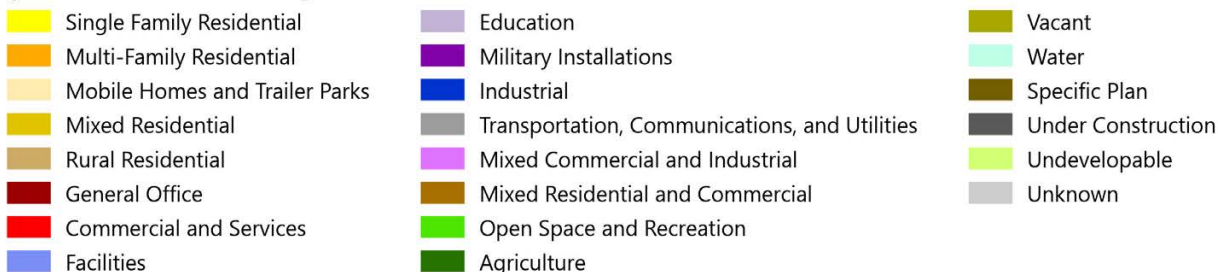 Single Family Residential
Multi-Family Residential
Mobile Homes and Trailer Parks
Mixed Residential
Rural Residential
General Office
Commercial and Services
Facilities
Education
Military Installations
Industrial
Transportation, Communications, and Utilities
Mixed Commercial and Industrial
Mixed Residential and Commercial
Open Space and Recreation
Agriculture
Vacant
Water
Specific Plan
Under Construction
Undevelopable
Unknown